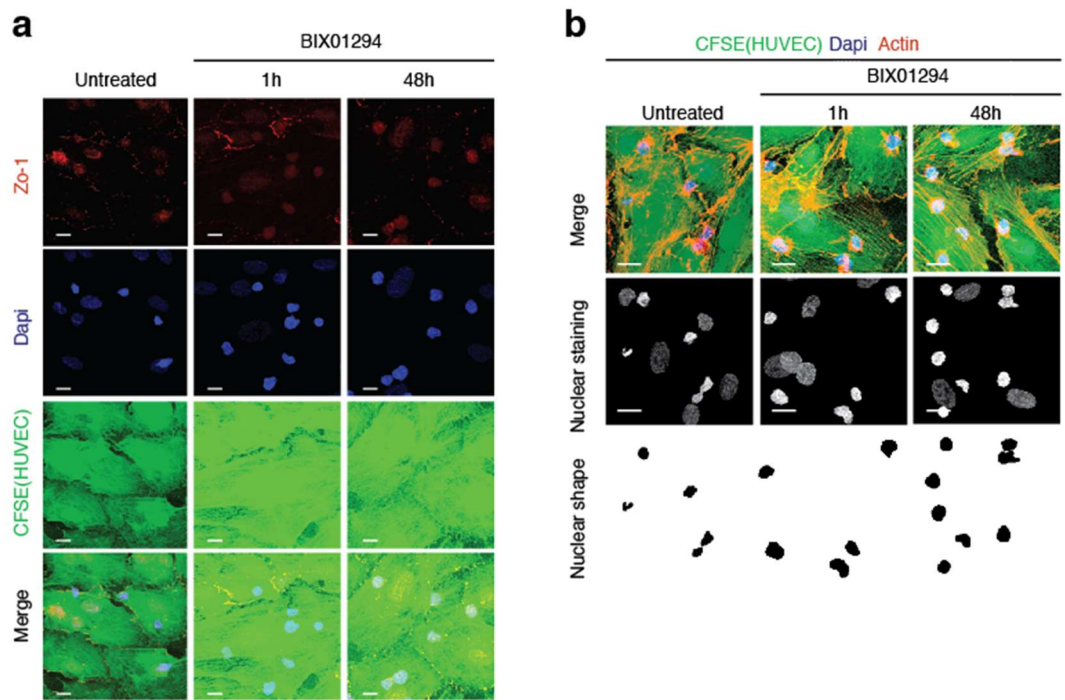 a
BIX01294
Untreated 1h 48h
Zo-1
Dapi
CFSE(HUVEC)
Merge
b
CFSE(HUVEC) Dapi Actin
BIX01294
Untreated 1h 48h
Merge
Nuclear staining
Nuclear shape